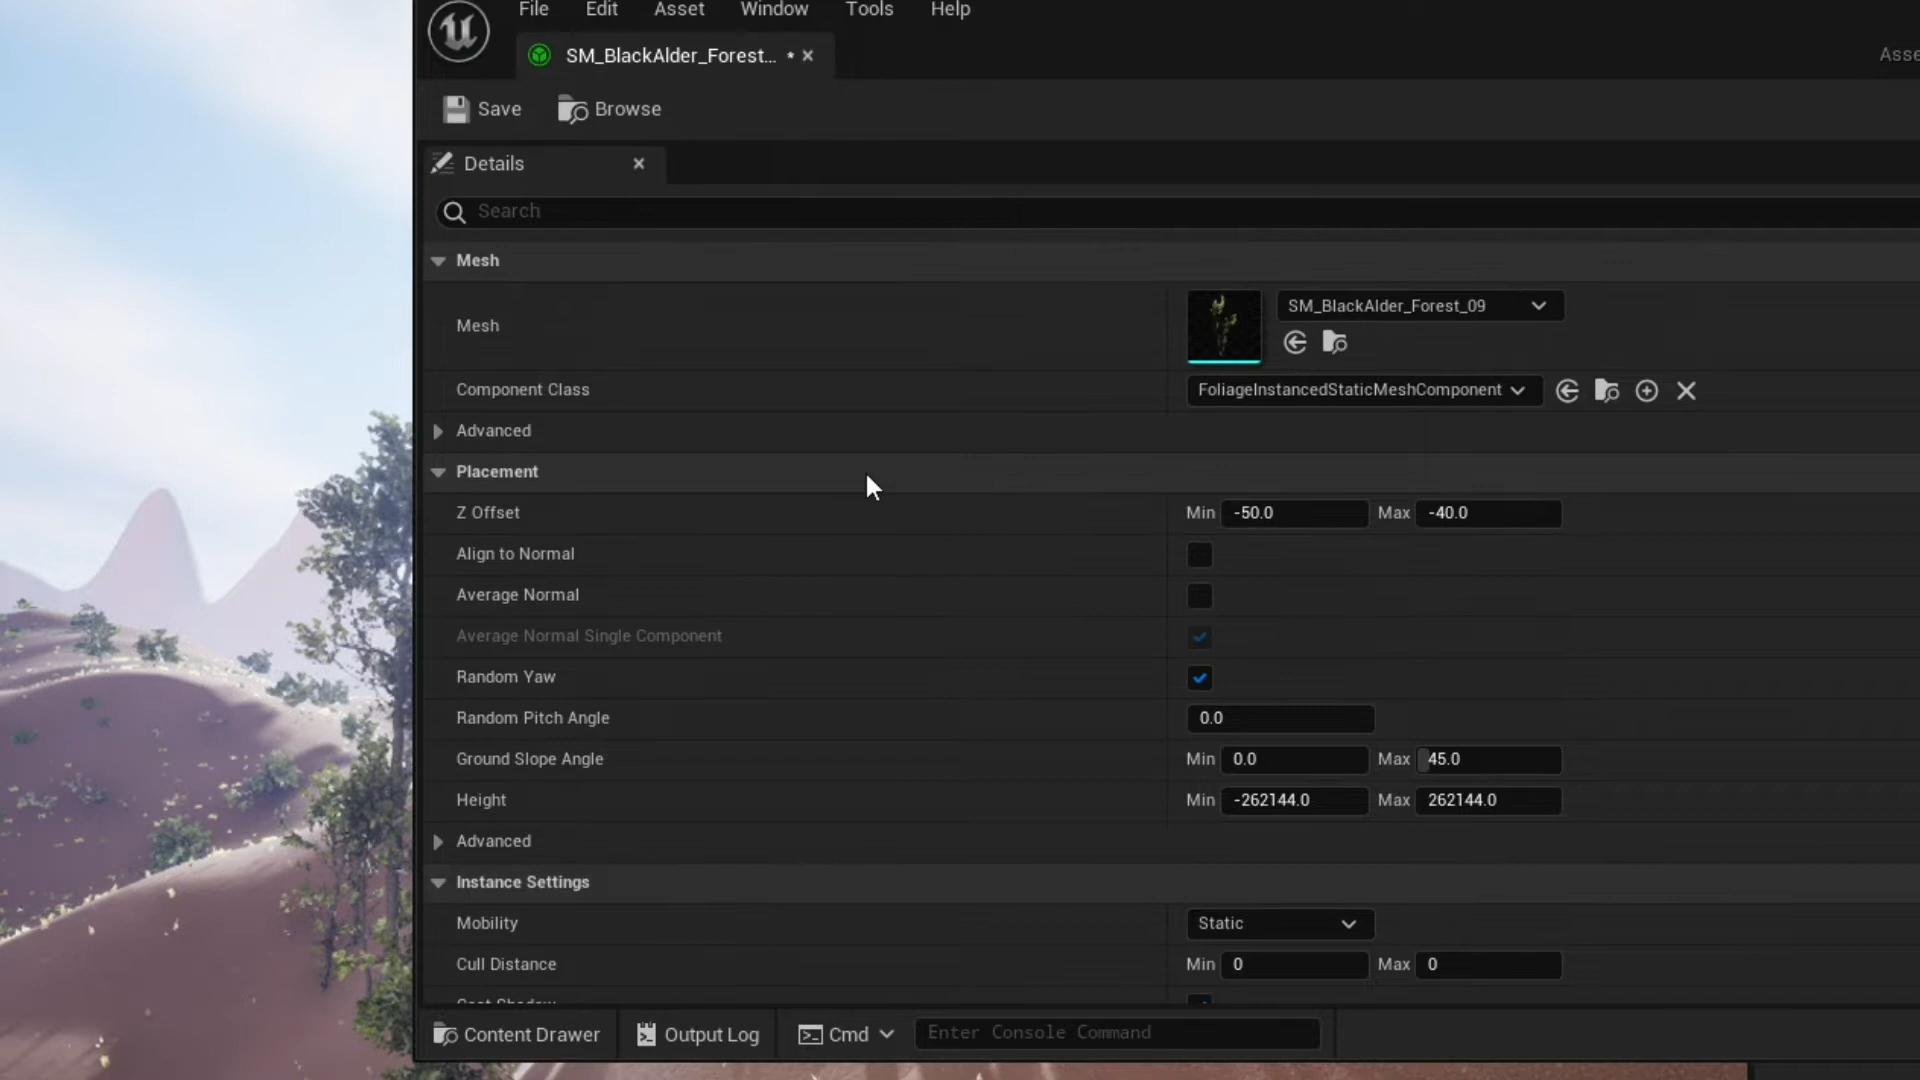 File Edit Asset Window Tools Help
SM_BlackAlder_Forest... •
Asse
Save Browse
Details
Search
Mesh
Mesh SM_BlackAlder_Forest_09
Component Class FoliageInstancedStaticMeshComponent
Advanced
Placement
Z Offset Min -50.0 Max -40.0
Align to Normal
Average Normal
Average Normal Single Component
Random Yaw
Random Pitch Angle 0.0
Ground Slope Angle Min 0.0 Max 45.0
Height Min -262144.0 Max 262144.0
Advanced
Instance Settings
Mobility Static
Cull Distance Min 0 Max 0
Cast Shadow
Content Drawer Output Log Cmd Enter Console Command